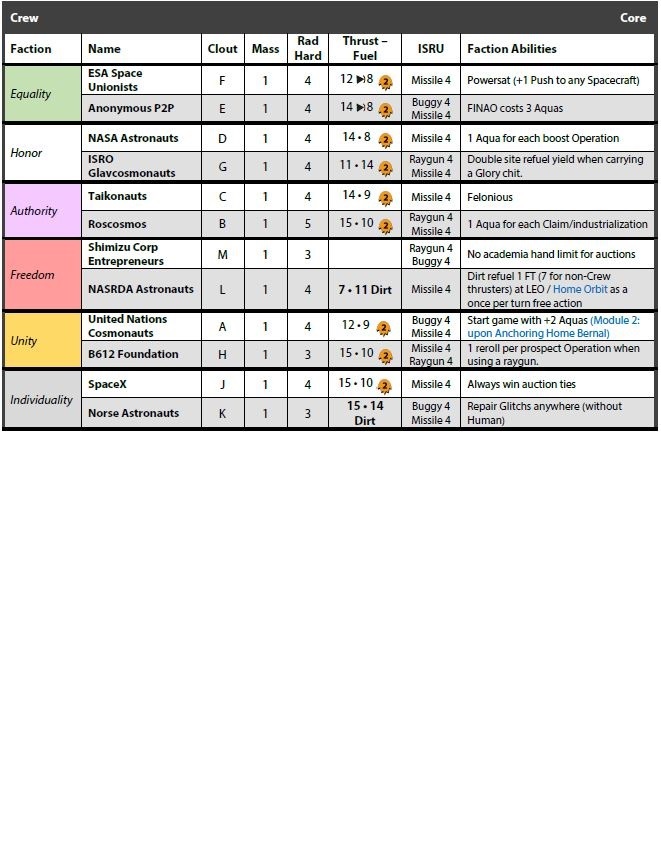 Crew Core
Faction Name Clout Mass Rad Hard Thrust – Fuel ISRU Faction Abilities
Equality
ESA Space
Unionists
F 1 4 12 ▶8 2 Missile 4 Powersat (+1 Push to any Spacecraft)
Anonymous P2P E 1 4 14 ▶8 2 Buggy 4
Missile 4
FINAO costs 3 Aquas
Honor
NASA Astronauts D 1 4 14 • 8 2 Missile 4 1 Aqua for each boost Operation
ISRO
Glavcosmonauts
G 1 4 11 • 14 2 Raygun 4
Missile 4
Double site refuel yield when carrying
a Glory chit.
Authority
Taikonauts C 1 4 14 • 9 2 Missile 4 Felonious
Roscosmos B 1 5 15 • 10 2 Raygun 4
Missile 4
1 Aqua for each Claim/industrialization
Freedom
Shimizu Corp
Entrepreneurs
M 1 3 Raygun 4
Buggy 4
No academia hand limit for auctions
NASRDA Astronauts L 1 4 7 • 11 Dirt Missile 4
Dirt refuel 1 FT (7 for non-Crew
thrusters) at LEO / Home Orbit as a
once per turn free action
Unity
United Nations
Cosmonauts
A 1 4 12 • 9 2 Buggy 4
Missile 4
Start game with +2 Aquas (Module 2:
upon Anchoring Home Bernal)
B612 Foundation H 1 3 15 • 10 2 Missile 4
Raygun 4
1 reroll per prospect Operation when
using a raygun.
Individuality
SpaceX J 1 4 15 • 10 2 Missile 4 Always win auction ties
Norse Astronauts K 1 3 15 • 14
Dirt
Buggy 4
Missile 4
Repair Glitchs anywhere (without
Human)